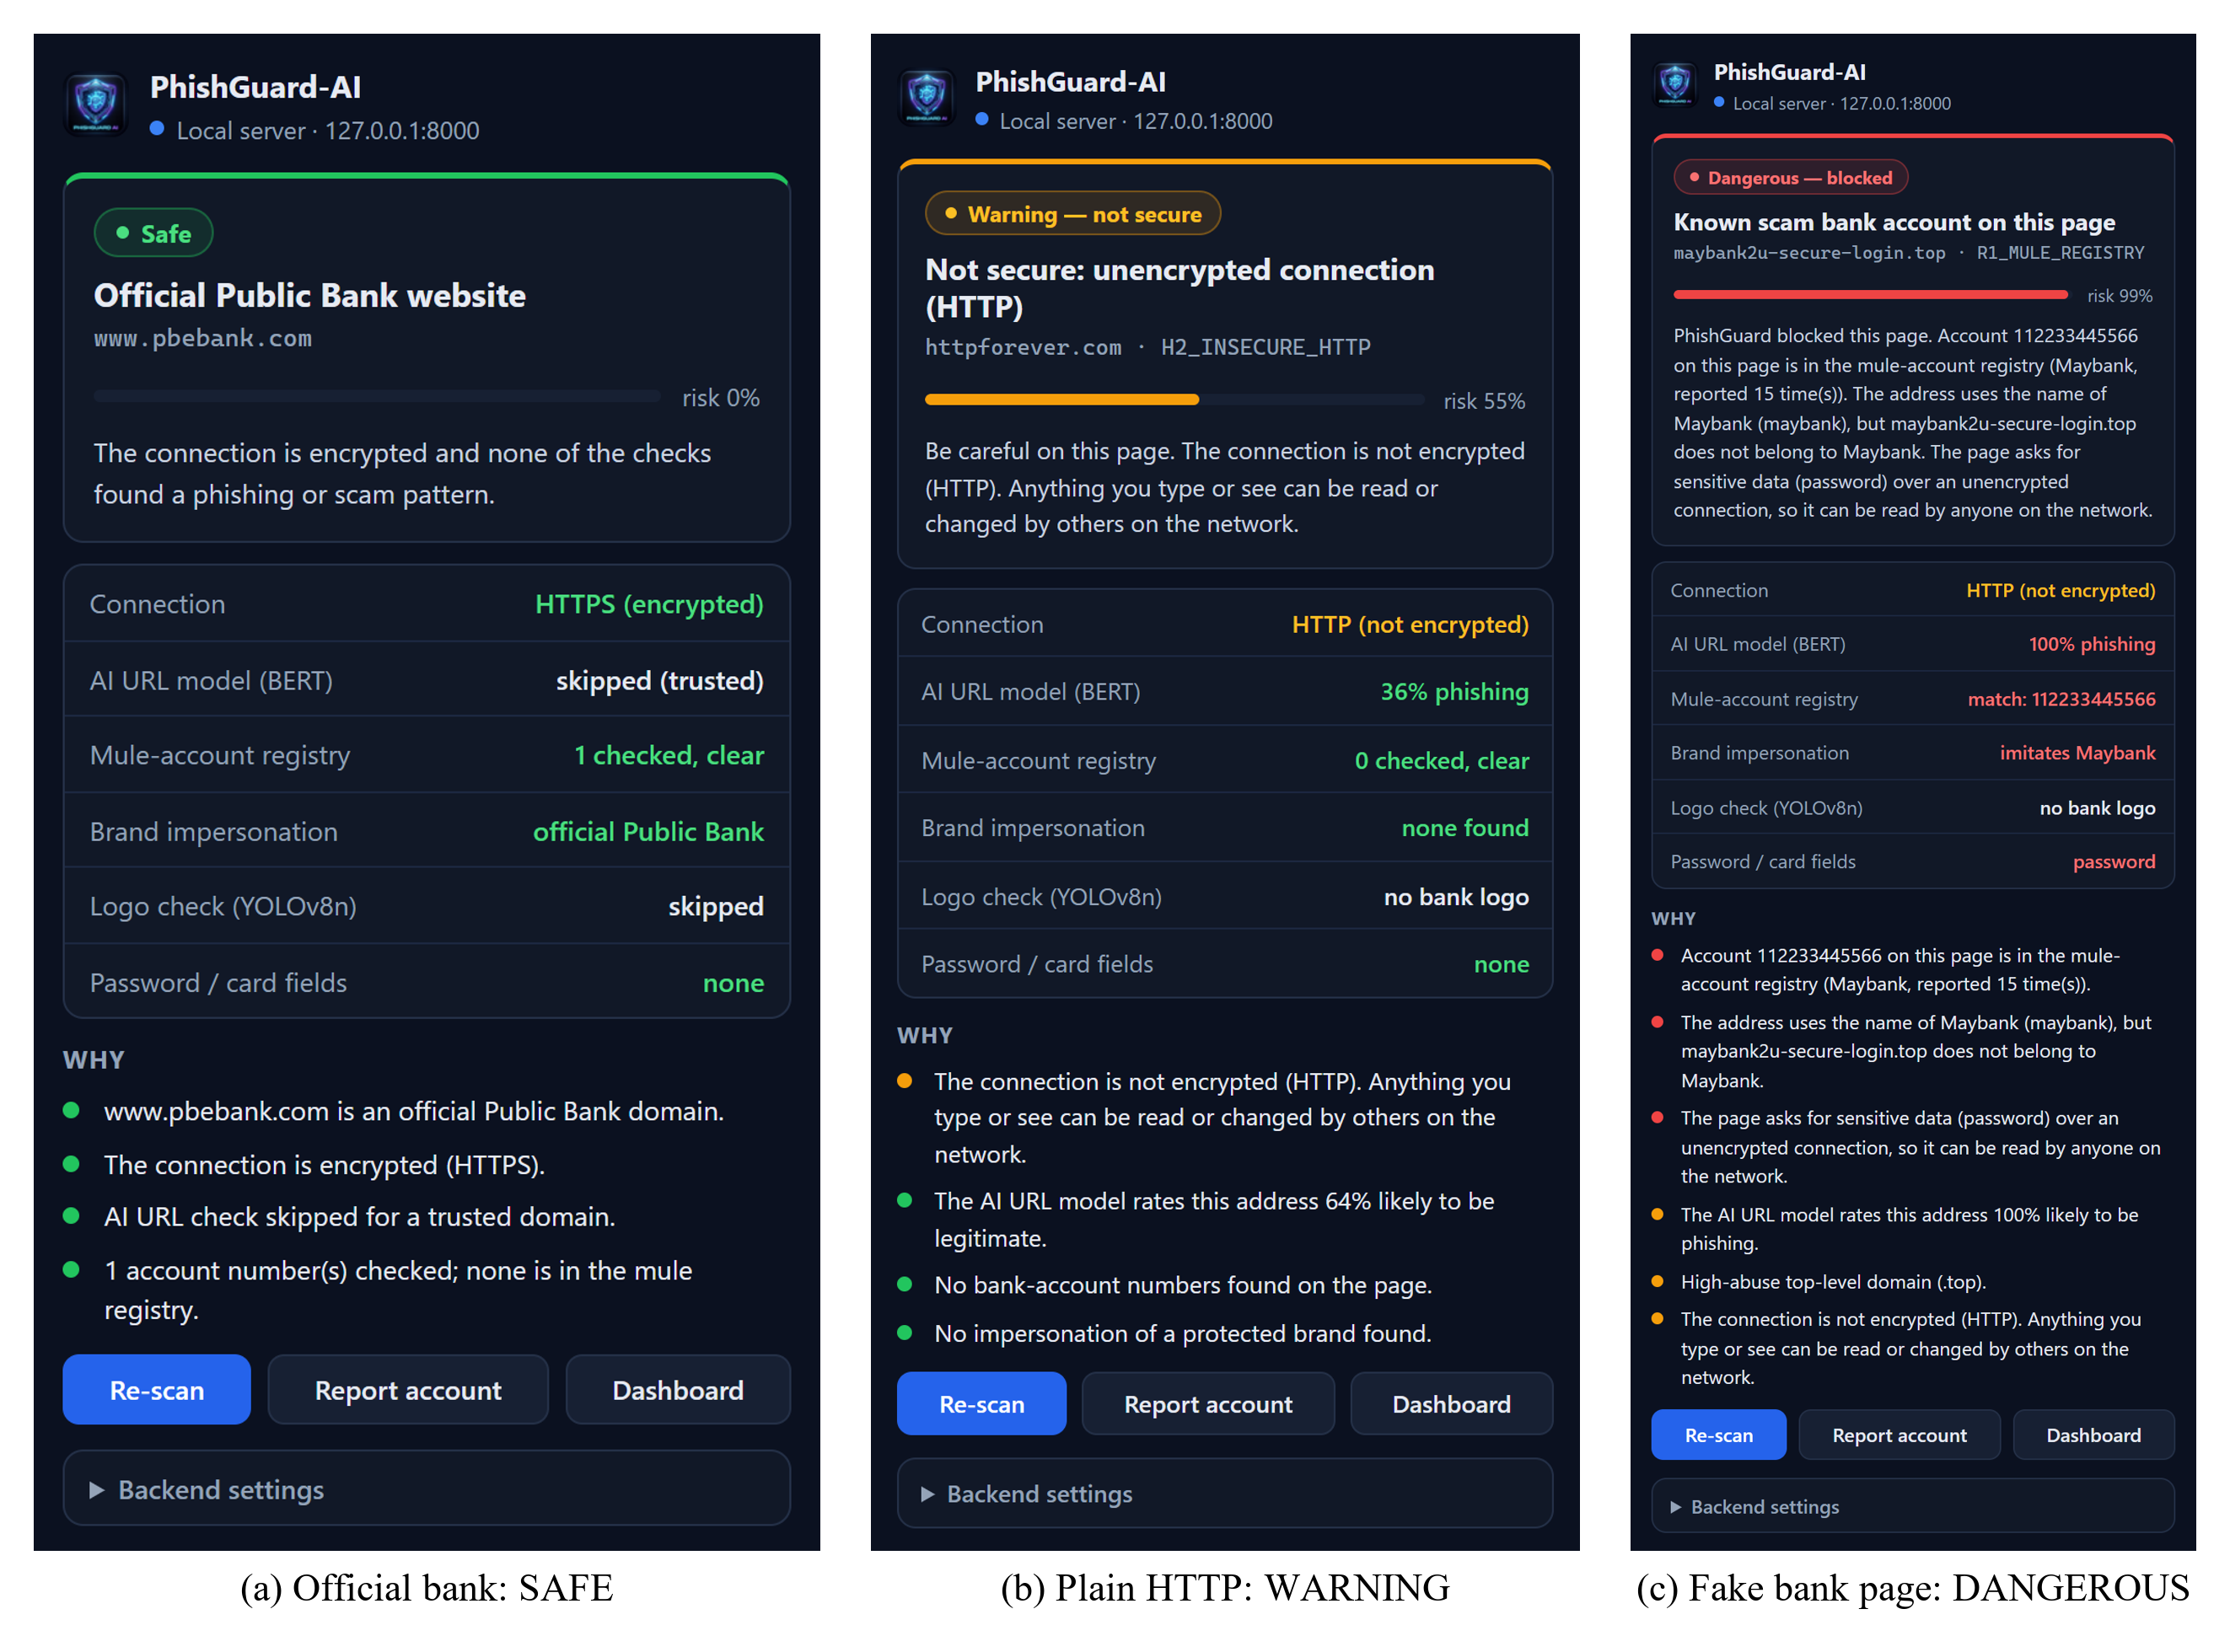 PhishGuard-AI
Local server · 127.0.0.1:8000
Safe
Official Public Bank website
www.pbebank.com
risk 0%
The connection is encrypted and none of the checks
found a phishing or scam pattern.
Connection HTTPS (encrypted)
AI URL model (BERT) skipped (trusted)
Mule-account registry 1 checked, clear
Brand impersonation official Public Bank
Logo check (YOLOv8n) skipped
Password / card fields none
WHY
www.pbebank.com is an official Public Bank domain.
The connection is encrypted (HTTPS).
AI URL check skipped for a trusted domain.
1 account number(s) checked; none is in the mule
registry.
Re-scan Report account Dashboard
▶ Backend settings
(a) Official bank: SAFE
PhishGuard-AI
Local server · 127.0.0.1:8000
Warning — not secure
Not secure: unencrypted connection
(HTTP)
httpforever.com · H2_INSECURE_HTTP
risk 55%
Be careful on this page. The connection is not encrypted
(HTTP). Anything you type or see can be read or
changed by others on the network.
Connection HTTP (not encrypted)
AI URL model (BERT) 36% phishing
Mule-account registry 0 checked, clear
Brand impersonation none found
Logo check (YOLOv8n) no bank logo
Password / card fields none
WHY
The connection is not encrypted (HTTP). Anything you
type or see can be read or changed by others on the
network.
The AI URL model rates this address 64% likely to be
legitimate.
No bank-account numbers found on the page.
No impersonation of a protected brand found.
Re-scan Report account Dashboard
▶ Backend settings
(b) Plain HTTP: WARNING
PhishGuard-AI
Local server · 127.0.0.1:8000
Dangerous — blocked
Known scam bank account on this page
maybank2u-secure-login.top · R1_MULE_REGISTRY
risk 99%
PhishGuard blocked this page. Account 112233445566
on this page is in the mule-account registry (Maybank,
reported 15 time(s)). The address uses the name of
Maybank (maybank), but maybank2u-secure-login.top
does not belong to Maybank. The page asks for
sensitive data (password) over an unencrypted
connection, so it can be read by anyone on the network.
Connection HTTP (not encrypted)
AI URL model (BERT) 100% phishing
Mule-account registry match: 112233445566
Brand impersonation imitates Maybank
Logo check (YOLOv8n) no bank logo
Password / card fields password
WHY
Account 112233445566 on this page is in the mule-
account registry (Maybank, reported 15 time(s)).
The address uses the name of Maybank (maybank), but
maybank2u-secure-login.top does not belong to
Maybank.
The page asks for sensitive data (password) over an
unencrypted connection, so it can be read by anyone on
the network.
The AI URL model rates this address 100% likely to be
phishing.
High-abuse top-level domain (.top).
The connection is not encrypted (HTTP). Anything you
type or see can be read or changed by others on the
network.
Re-scan Report account Dashboard
▶ Backend settings
(c) Fake bank page: DANGEROUS